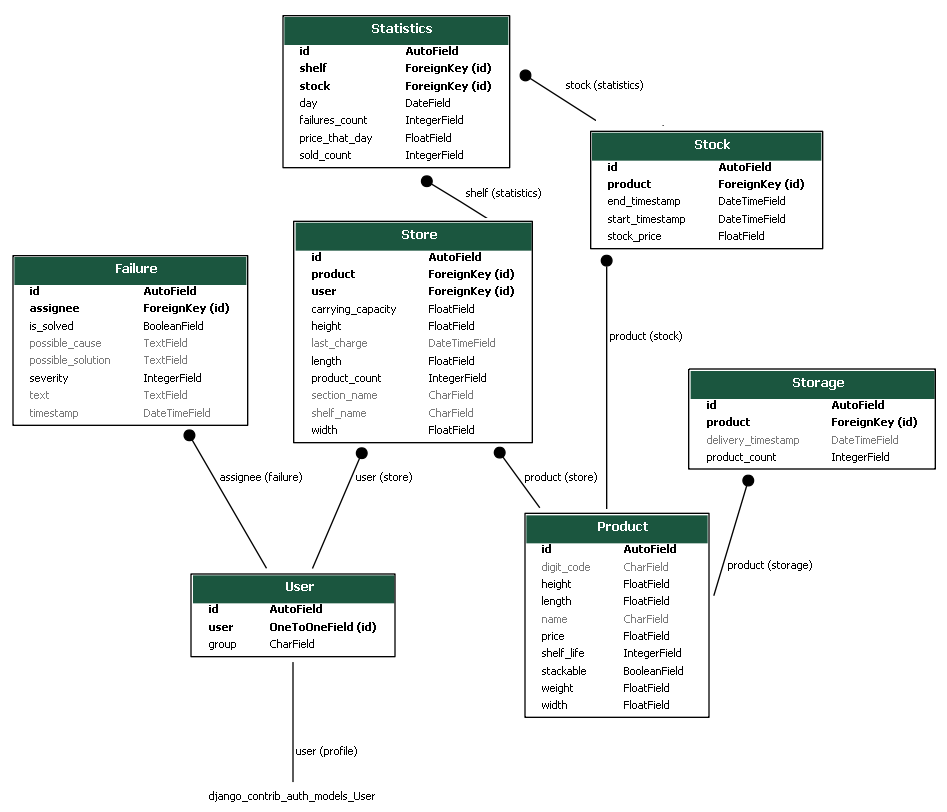 Statistics
id AutoField
shelf ForeignKey (id)
stock ForeignKey (id)
day DateField
failures_count IntegerField
price_that_day FloatField
sold_count IntegerField
stock (statistics)
Stock
id AutoField
product ForeignKey (id)
end_timestamp DateTimeField
start_timestamp DateTimeField
stock_price FloatField
shelf (statistics)
Store
id AutoField
product ForeignKey (id)
user ForeignKey (id)
carrying_capacity FloatField
height FloatField
last_charge DateTimeField
length FloatField
product_count IntegerField
section_name CharField
shelf_name CharField
width FloatField
Failure
id AutoField
assignee ForeignKey (id)
is_solved BooleanField
possible_cause TextField
possible_solution TextField
severity IntegerField
text TextField
timestamp DateTimeField
product (stock)
Storage
id AutoField
product ForeignKey (id)
delivery_timestamp DateTimeField
product_count IntegerField
assignee (failure)
user (store)
product (store)
Product
id AutoField
digit_code CharField
height FloatField
length FloatField
name CharField
price FloatField
shelf_life IntegerField
stackable BooleanField
weight FloatField
width FloatField
product (storage)
User
id AutoField
user OneToOneField (id)
group CharField
user (profile)
django_contrib_auth_models_User